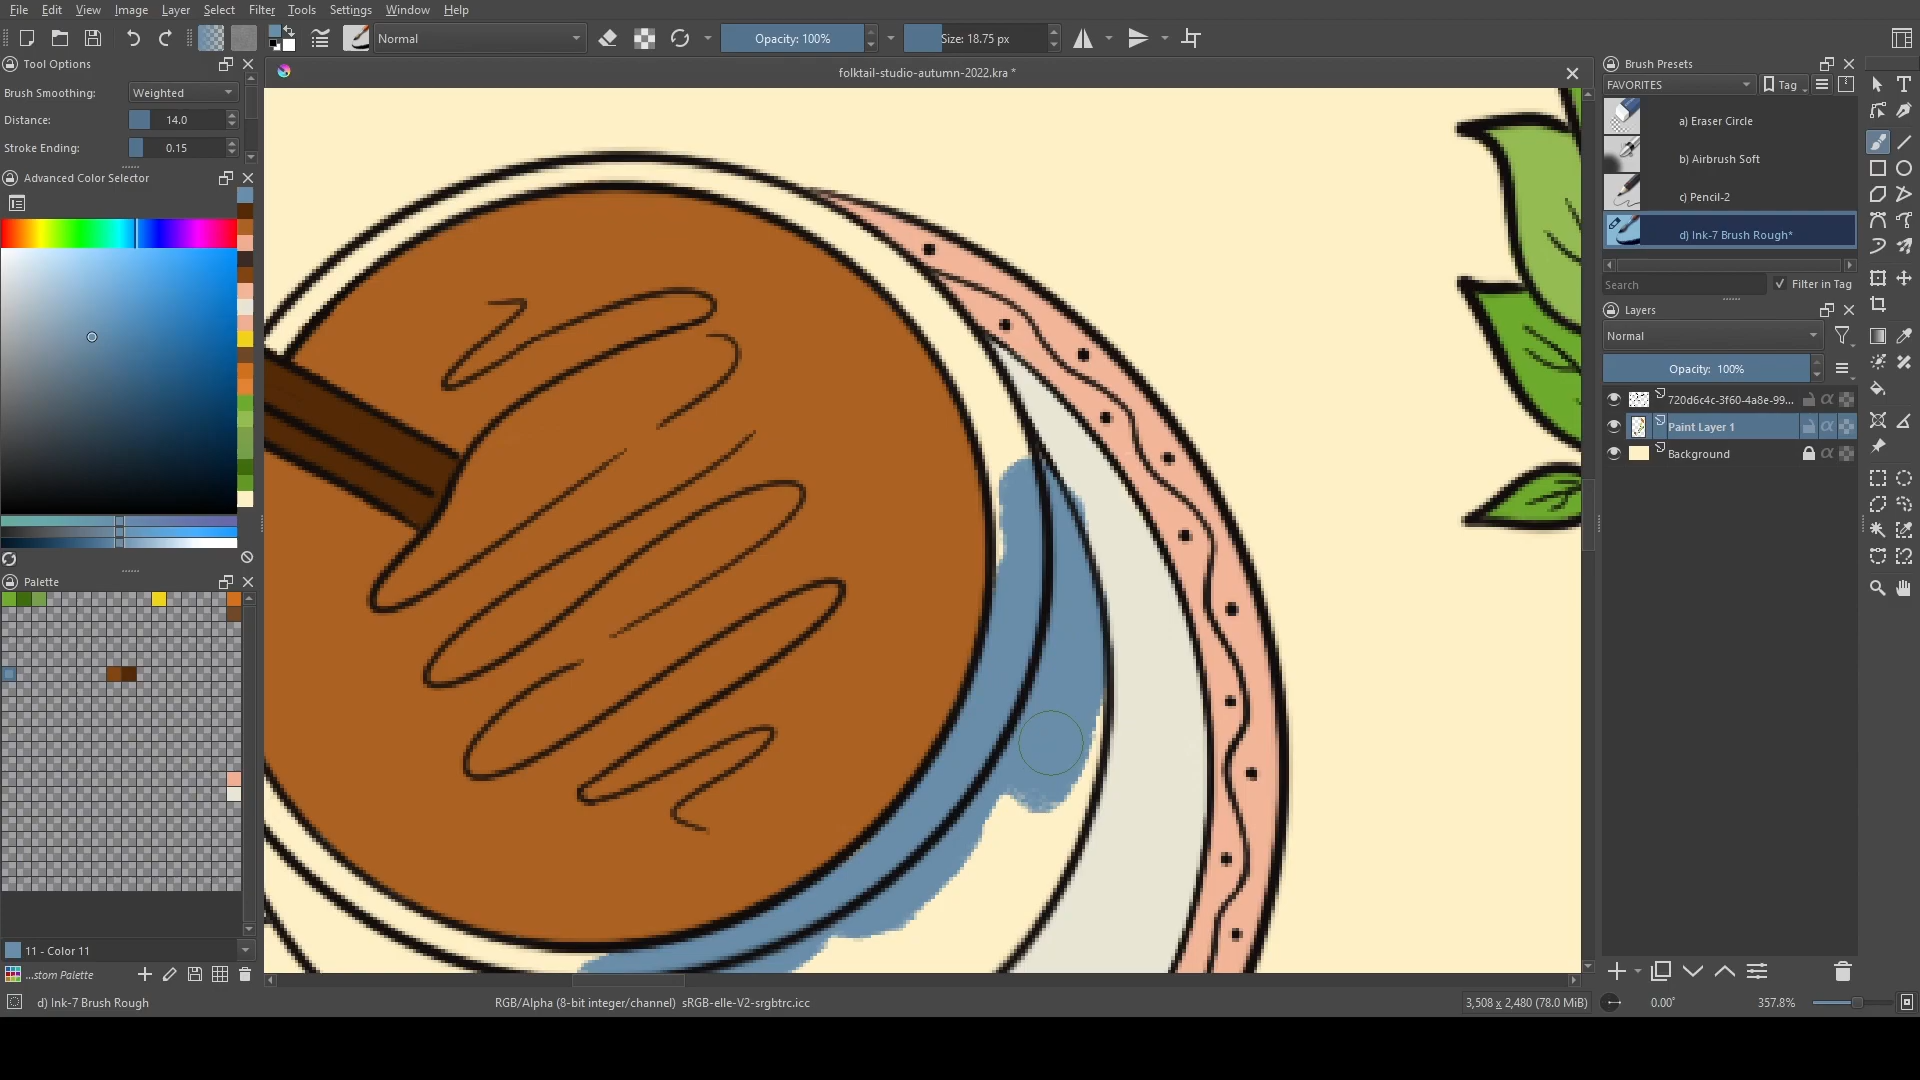 File Edit View Image Layer Select Filter Tools Settings Window Help
Normal Opacity: 100% Size: 18.75 px
Tool Options
folktail-studio-autumn-2022.kra *
Brush Presets
Brush Smoothing: Weighted
FAVORITES Tag
Distance: 14.0
a) Eraser Circle
Stroke Ending: 0.15
b) Airbrush Soft
Advanced Color Selector
c) Pencil-2
d) Ink-7 Brush Rough*
Search Filter in Tag
Layers
Normal
Opacity: 100%
720d6c4c-3f60-4a8e-99...
Paint Layer 1
Background
Palette
11 - Color 11
...stom Palette
d) Ink-7 Brush Rough
RGB/Alpha (8-bit integer/channel) sRGB-elle-V2-srgbtrc.icc
3,508 x 2,480 (78.0 MiB)
0.00°
357.8%